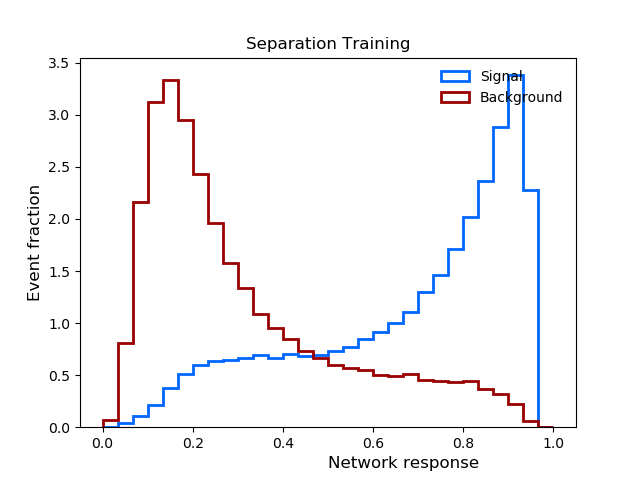 Separation Training
Signal
Background
Event fraction
3.5
3.0
2.5
2.0
1.5
1.0
0.5
0.0
0.0 0.2 0.4 0.6 0.8 1.0
Network response